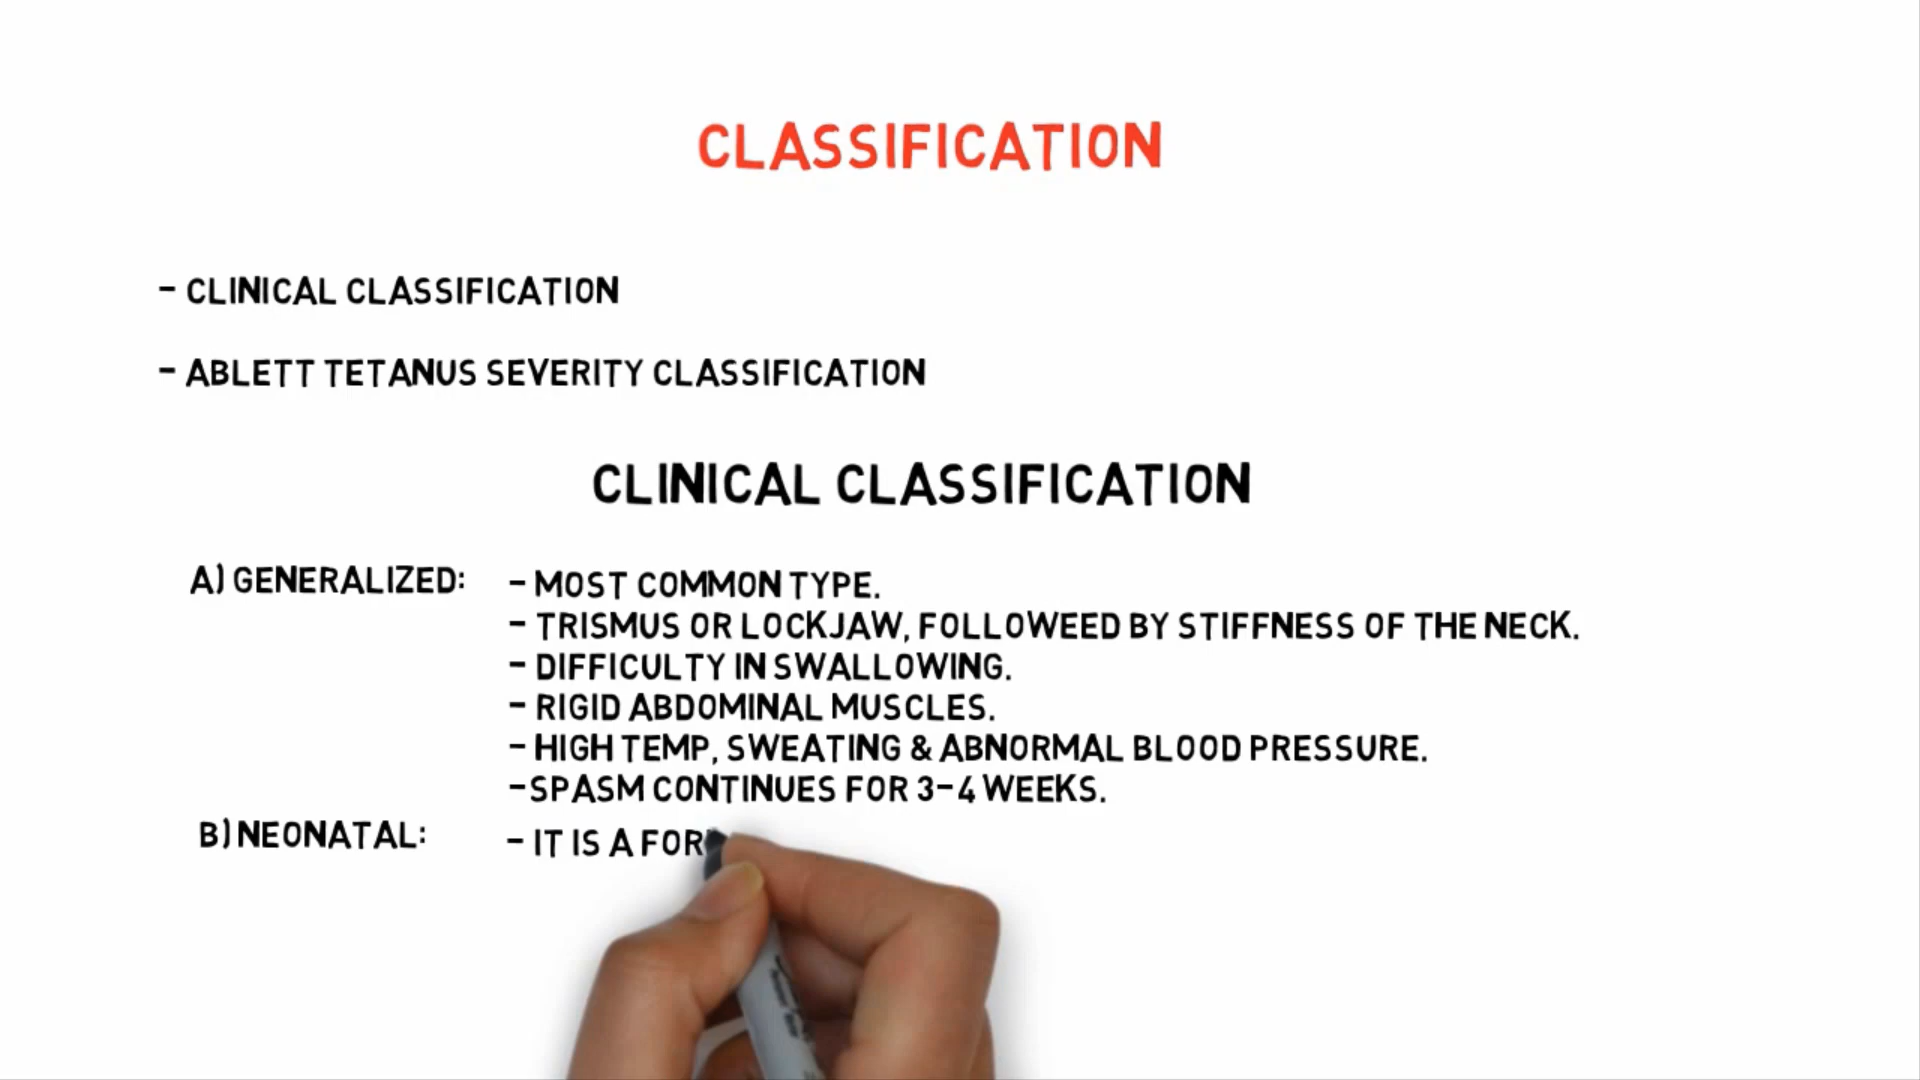 CLASSIFICATION
- CLINICAL CLASSIFICATION
- ABLETT TETANUS SEVERITY CLASSIFICATION
CLINICAL CLASSIFICATION
A) GENERALIZED: - MOST COMMON TYPE.
- TRISMUS OR LOCKJAW, FOLLOWEED BY STIFFNESS OF THE NECK.
- DIFFICULTY IN SWALLOWING.
- RIGID ABDOMINAL MUSCLES.
- HIGH TEMP, SWEATING & ABNORMAL BLOOD PRESSURE.
-SPASM CONTINUES FOR 3-4 WEEKS.
B) NEONATAL: - IT IS A FOR